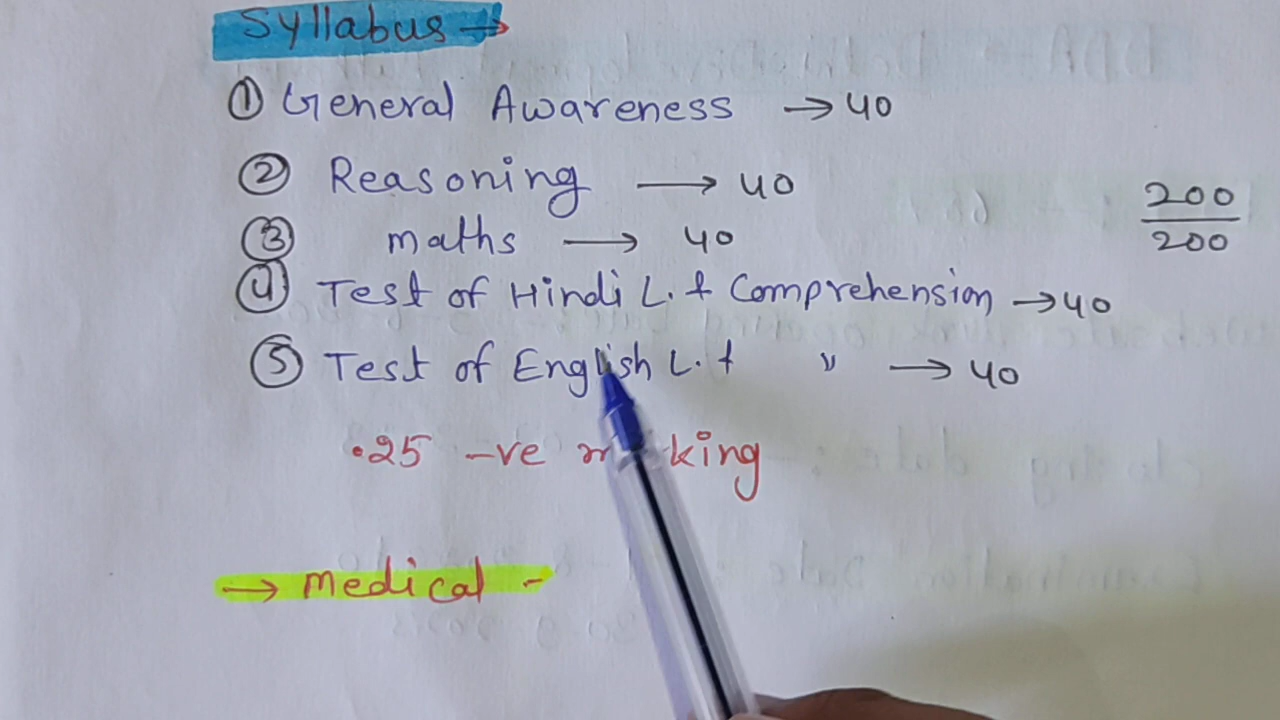 Syllabus →
① General Awareness → 40
② Reasoning → 40
③ maths → 40
200
200
④ Test of Hindi L. & Comprehension → 40
⑤ Test of English L. & " → 40
.25 -ve marking
→ Medical -